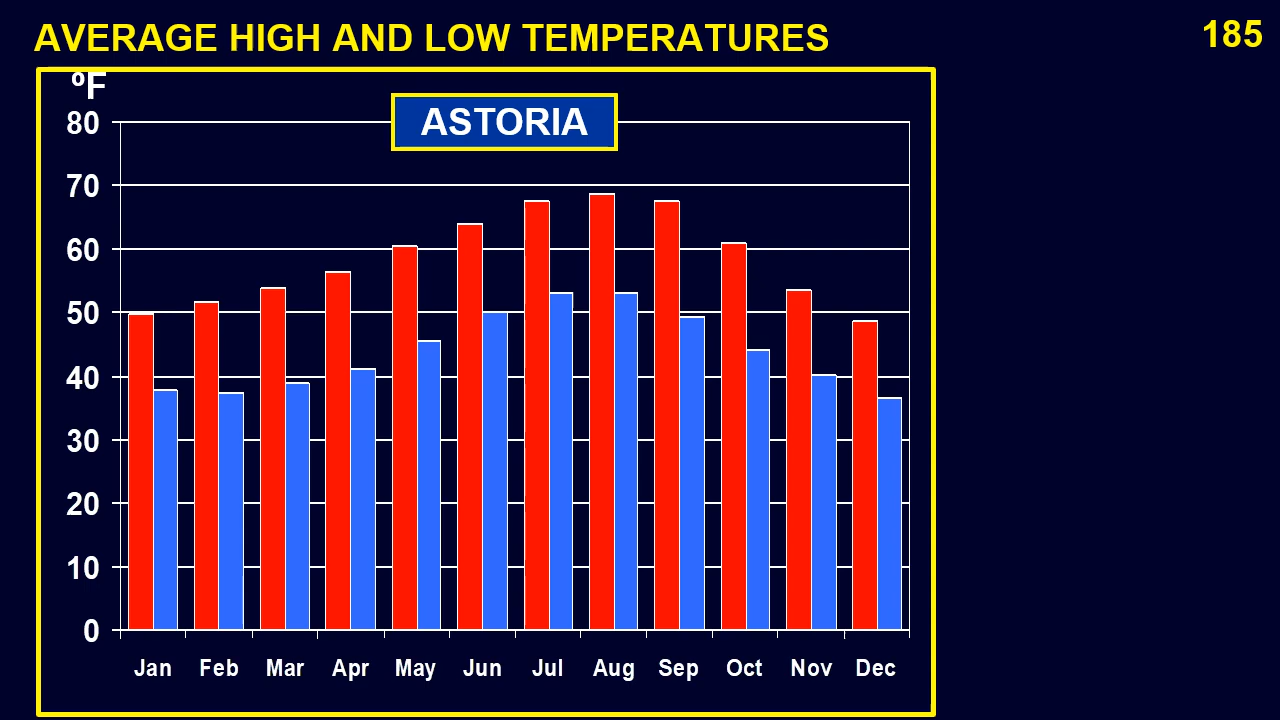 AVERAGE HIGH AND LOW TEMPERATURES
185
ºF
ASTORIA
80
70
60
50
40
30
20
10
0
Jan Feb Mar Apr May Jun Jul Aug Sep Oct Nov Dec